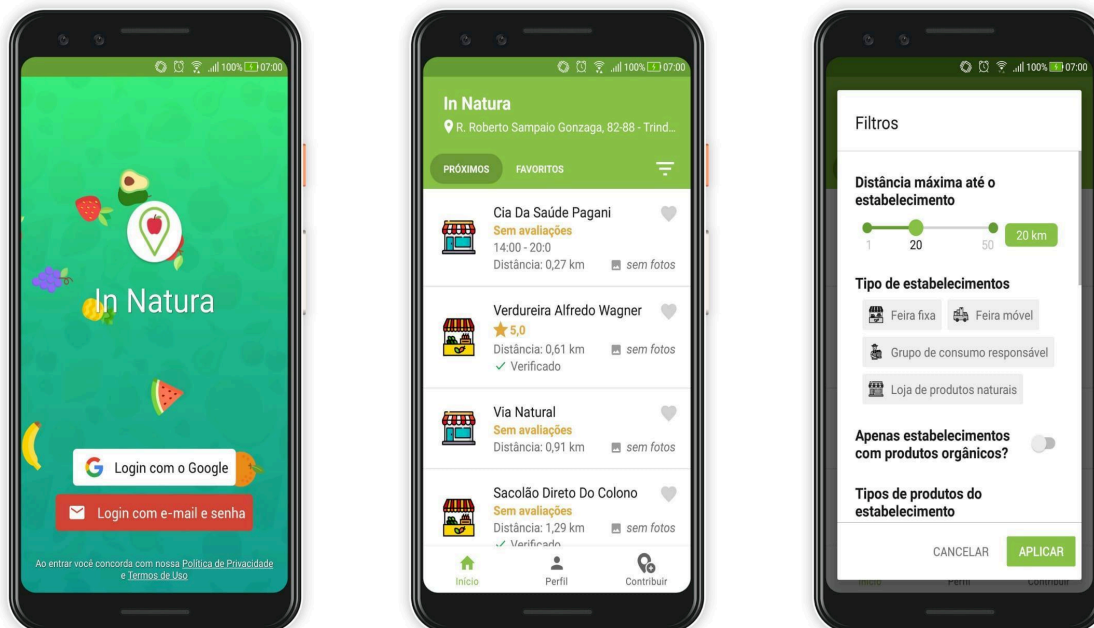 100% 07:00
In Natura
Login com o Google
Login com e-mail e senha
Ao entrar você concorda com nossa Política de Privacidade
e Termos de Uso
100% 07:00
In Natura
R. Roberto Sampaio Gonzaga, 82-88 - Trind...
PRÓXIMOS FAVORITOS
Cia Da Saúde Pagani
Sem avaliações
14:00 - 20:0
Distância: 0,27 km sem fotos
Verdureira Alfredo Wagner
5,0
Distância: 0,61 km sem fotos
Verificado
Via Natural
Sem avaliações
Distância: 0,91 km sem fotos
Sacolão Direto Do Colono
Sem avaliações
Distância: 1,29 km sem fotos
Verificado
Início Perfil Contribuir
100% 07:00
Filtros
Distância máxima até o
estabelecimento
1 20 50 20 km
Tipo de estabelecimentos
Feira fixa Feira móvel
Grupo de consumo responsável
Loja de produtos naturais
Apenas estabelecimentos
com produtos orgânicos?
Tipos de produtos do
estabelecimento
CANCELAR APLICAR
Início Perfil Contribuir